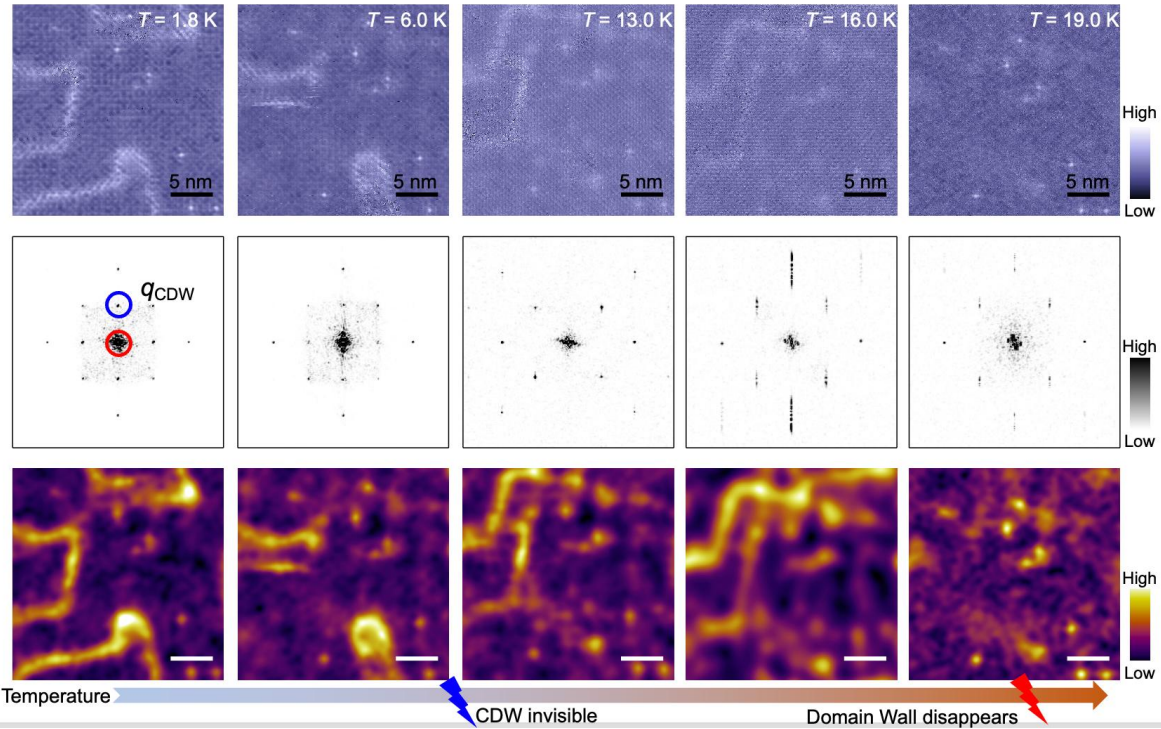 T = 1.8 K
T = 6.0 K
T = 13.0 K
T = 16.0 K
T = 19.0 K
5 nm
5 nm
5 nm
5 nm
5 nm
High
Low
qCDW
High
Low
High
Low
Temperature
CDW invisible
Domain Wall disappears